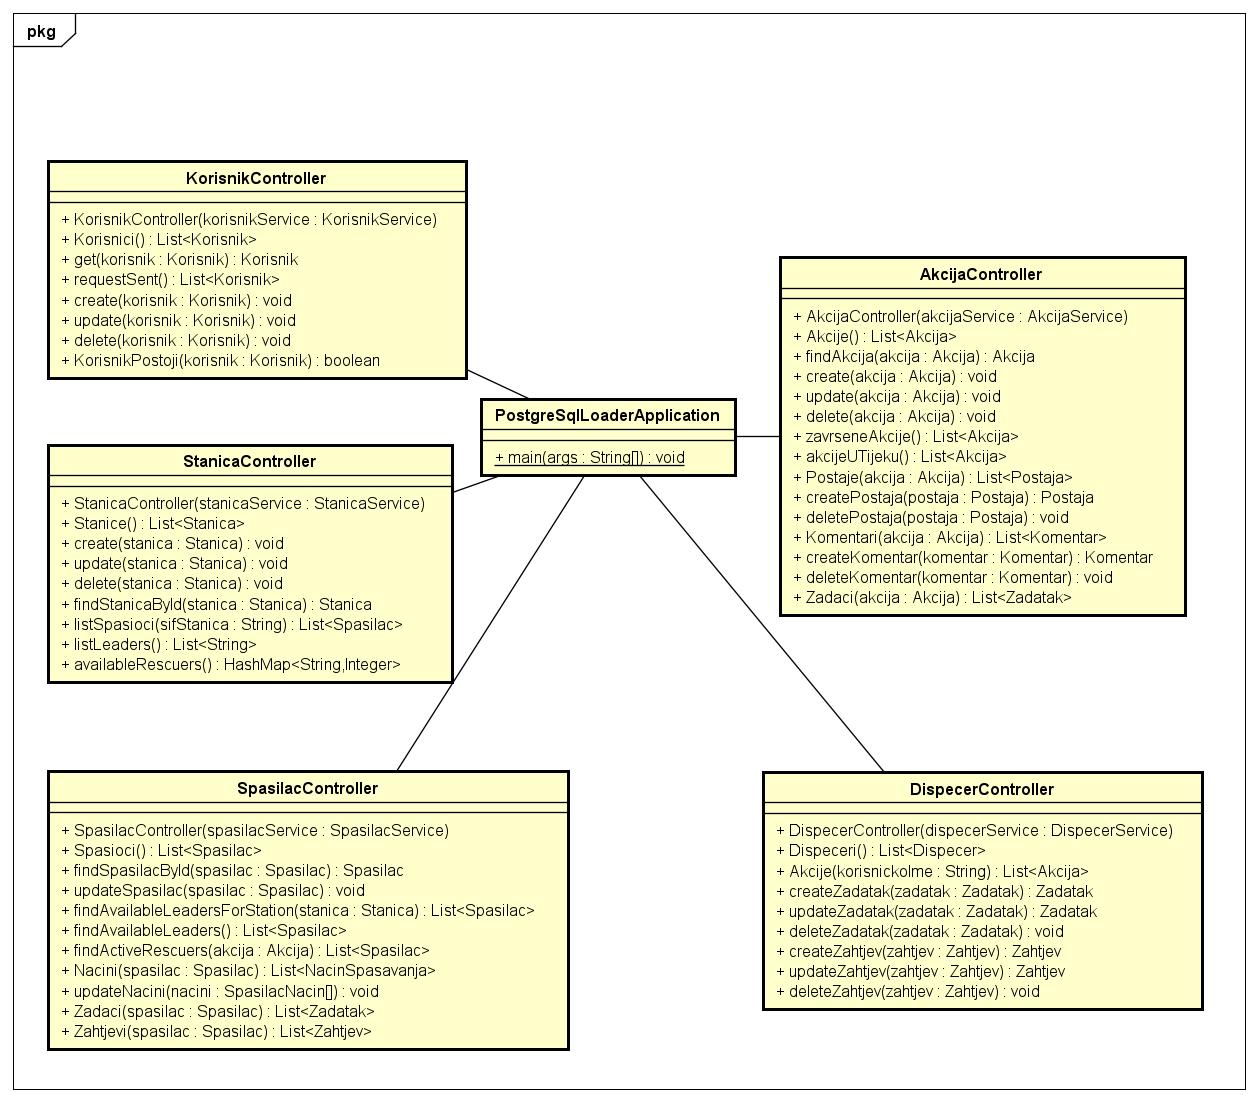 pkg
KorisnikController
+ KorisnikController(korisnikService : KorisnikService)
+ Korisnici() : List<Korisnik>
+ get(korisnik : Korisnik) : Korisnik
+ requestSent() : List<Korisnik>
+ create(korisnik : Korisnik) : void
+ update(korisnik : Korisnik) : void
+ delete(korisnik : Korisnik) : void
+ KorisnikPostoji(korisnik : Korisnik) : boolean
AkcijaController
+ AkcijaController(akcijaService : AkcijaService)
+ Akcije() : List<Akcija>
+ findAkcija(akcija : Akcija) : Akcija
+ create(akcija : Akcija) : void
+ update(akcija : Akcija) : void
+ delete(akcija : Akcija) : void
+ zavrseneAkcije() : List<Akcija>
+ akcijeUTijeku() : List<Akcija>
+ Postaje(akcija : Akcija) : List<Postaja>
+ createPostaja(postaja : Postaja) : Postaja
+ deletePostaja(postaja : Postaja) : void
+ Komentari(akcija : Akcija) : List<Komentar>
+ createKomentar(komentar : Komentar) : Komentar
+ deleteKomentar(komentar : Komentar) : void
+ Zadaci(akcija : Akcija) : List<Zadatak>
PostgreSqlLoaderApplication
+ main(args : String[]) : void
StanicaController
+ StanicaController(stanicaService : StanicaService)
+ Stanice() : List<Stanica>
+ create(stanica : Stanica) : void
+ update(stanica : Stanica) : void
+ delete(stanica : Stanica) : void
+ findStanicaById(stanica : Stanica) : Stanica
+ listSpasioci(sifStanica : String) : List<Spasilac>
+ listLeaders() : List<String>
+ availableRescuers() : HashMap<String,Integer>
SpasilacController
+ SpasilacController(spasilacService : SpasilacService)
+ Spasioci() : List<Spasilac>
+ findSpasilacById(spasilac : Spasilac) : Spasilac
+ updateSpasilac(spasilac : Spasilac) : void
+ findAvailableLeadersForStation(stanica : Stanica) : List<Spasilac>
+ findAvailableLeaders() : List<Spasilac>
+ findActiveRescuers(akcija : Akcija) : List<Spasilac>
+ Nacini(spasilac : Spasilac) : List<NacinSpasavanja>
+ updateNacini(nacini : SpasilacNacin[]) : void
+ Zadaci(spasilac : Spasilac) : List<Zadatak>
+ Zahtjevi(spasilac : Spasilac) : List<Zahtjev>
DispecerController
+ DispecerController(dispecerService : DispecerService)
+ Dispeceri() : List<Dispecer>
+ Akcije(korisnickoIme : String) : List<Akcija>
+ createZadatak(zadatak : Zadatak) : Zadatak
+ updateZadatak(zadatak : Zadatak) : Zadatak
+ deleteZadatak(zadatak : Zadatak) : void
+ createZahtjev(zahtjev : Zahtjev) : Zahtjev
+ updateZahtjev(zahtjev : Zahtjev) : Zahtjev
+ deleteZahtjev(zahtjev : Zahtjev) : void